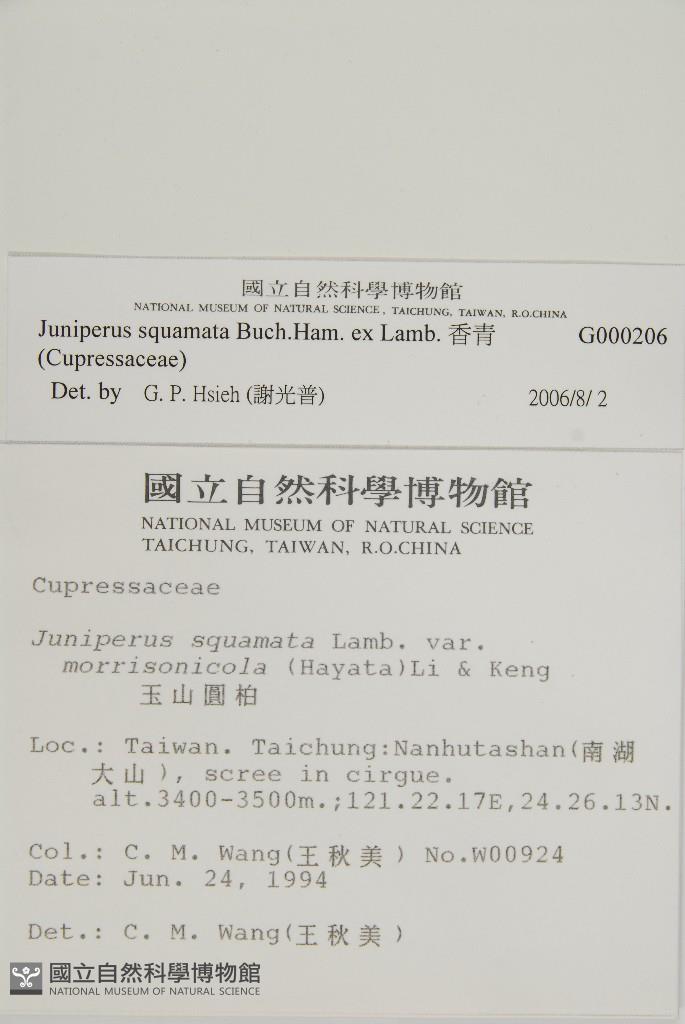 國立自然科學博物館
NATIONAL MUSEUM OF NATURAL SCIENCE, TAICHUNG, TAIWAN, R.O.CHINA
Juniperus squamata Buch.Ham. ex Lamb. 香青 G000206
(Cupressaceae)
Det. by G. P. Hsieh (謝光普) 2006/8/ 2
國立自然科學博物館
NATIONAL MUSEUM OF NATURAL SCIENCE
TAICHUNG, TAIWAN, R.O.CHINA
Cupressaceae
Juniperus squamata Lamb. var.
morrisonicola (Hayata)Li & Keng
玉山圓柏
Loc.: Taiwan. Taichung:Nanhutashan(南湖
大山), scree in cirgue.
alt.3400-3500m.;121.22.17E,24.26.13N.
Col.: C. M. Wang(王秋美) No.W00924
Date: Jun. 24, 1994
Det.: C. M. Wang(王秋美)
國立自然科學博物館
NATIONAL MUSEUM OF NATURAL SCIENCE